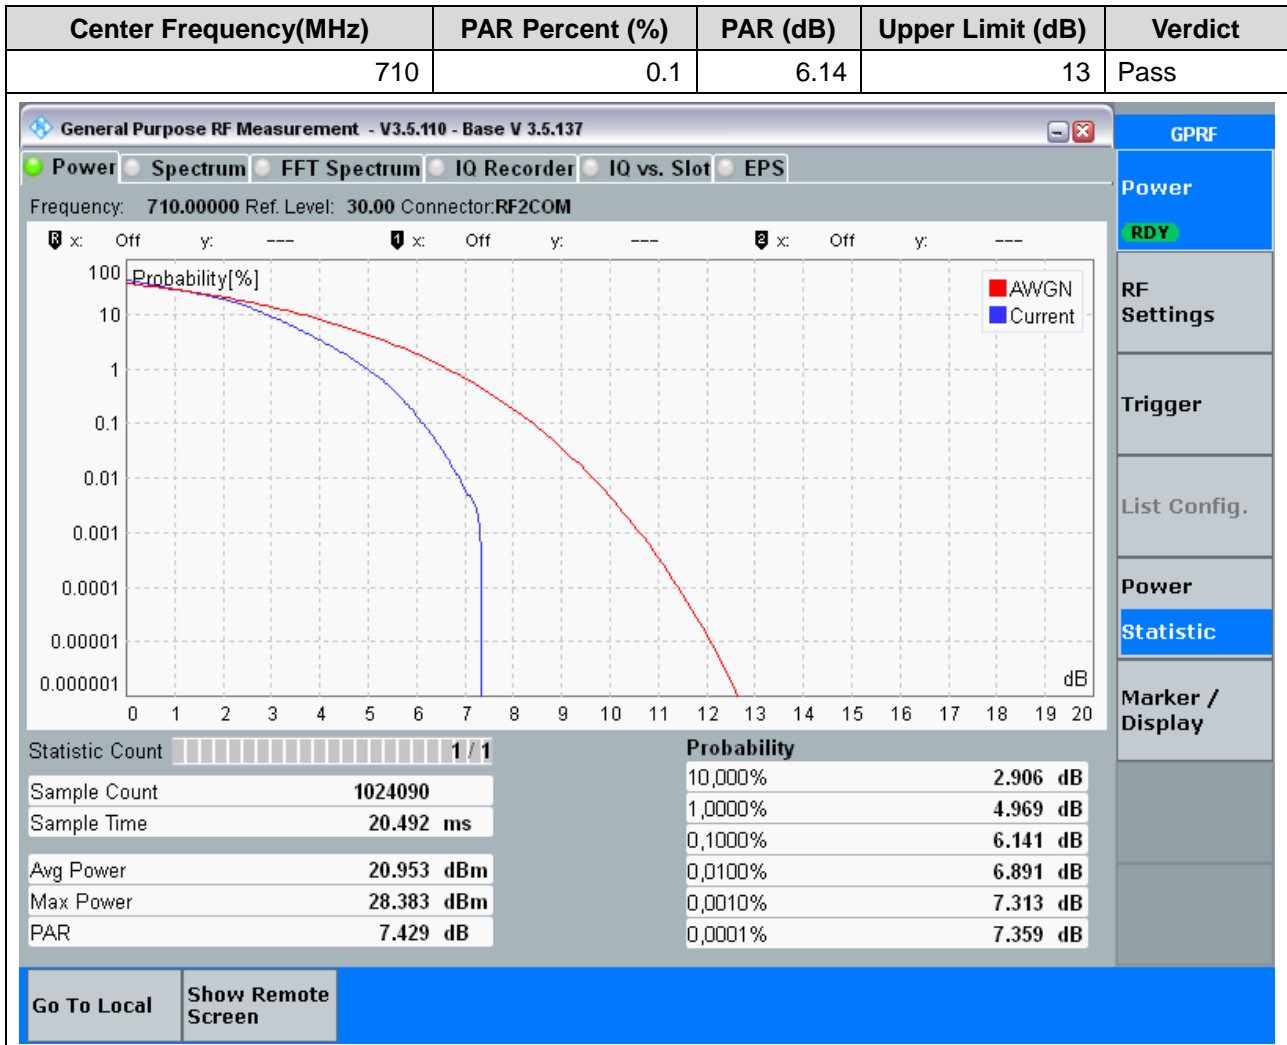 Center Frequency(MHz) PAR Percent (%) PAR (dB) Upper Limit (dB) Verdict
710 0.1 6.14 13 Pass
General Purpose RF Measurement - V3.5.110 - Base V 3.5.137
GPRF
Power Spectrum FFT Spectrum IQ Recorder IQ vs. Slot EPS
Power
RDY
Frequency: 710.00000 Ref. Level: 30.00 Connector:RF2COM
R x: Off y: --- 1 x: Off y: --- 2 x: Off y: ---
Probability[%]
AWGN
Current
100
10
1
0.1
0.01
0.001
0.0001
0.00001
0.000001
dB
0 1 2 3 4 5 6 7 8 9 10 11 12 13 14 15 16 17 18 19 20
RF
Settings
Trigger
List Config.
Power
Statistic
Marker /
Display
Statistic Count 1 / 1
Sample Count 1024090
Sample Time 20.492 ms
Avg Power 20.953 dBm
Max Power 28.383 dBm
PAR 7.429 dB
Probability
10,000% 2.906 dB
1,0000% 4.969 dB
0,1000% 6.141 dB
0,0100% 6.891 dB
0,0010% 7.313 dB
0,0001% 7.359 dB
Go To Local
Show Remote
Screen